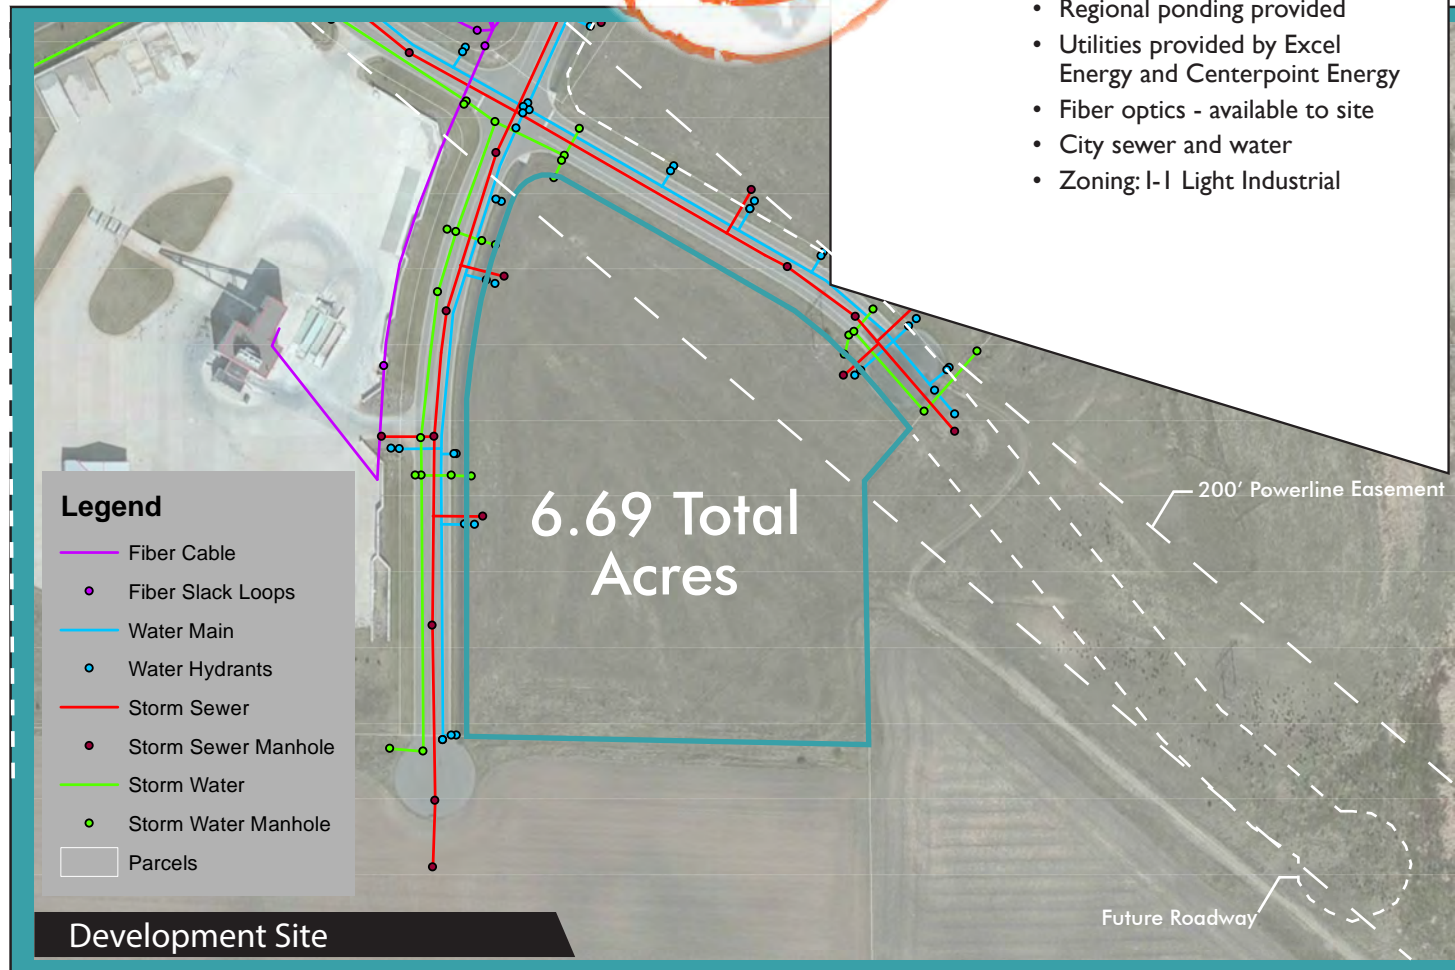 • Regional ponding provided
• Utilities provided by Excel
Energy and Centerpoint Energy
• Fiber optics - available to site
• City sewer and water
• Zoning: I-1 Light Industrial
200' Powerline Easement
6.69 Total
Acres
Legend
Fiber Cable
Fiber Slack Loops
Water Main
Water Hydrants
Storm Sewer
Storm Sewer Manhole
Storm Water
Storm Water Manhole
Parcels
Future Roadway
Development Site